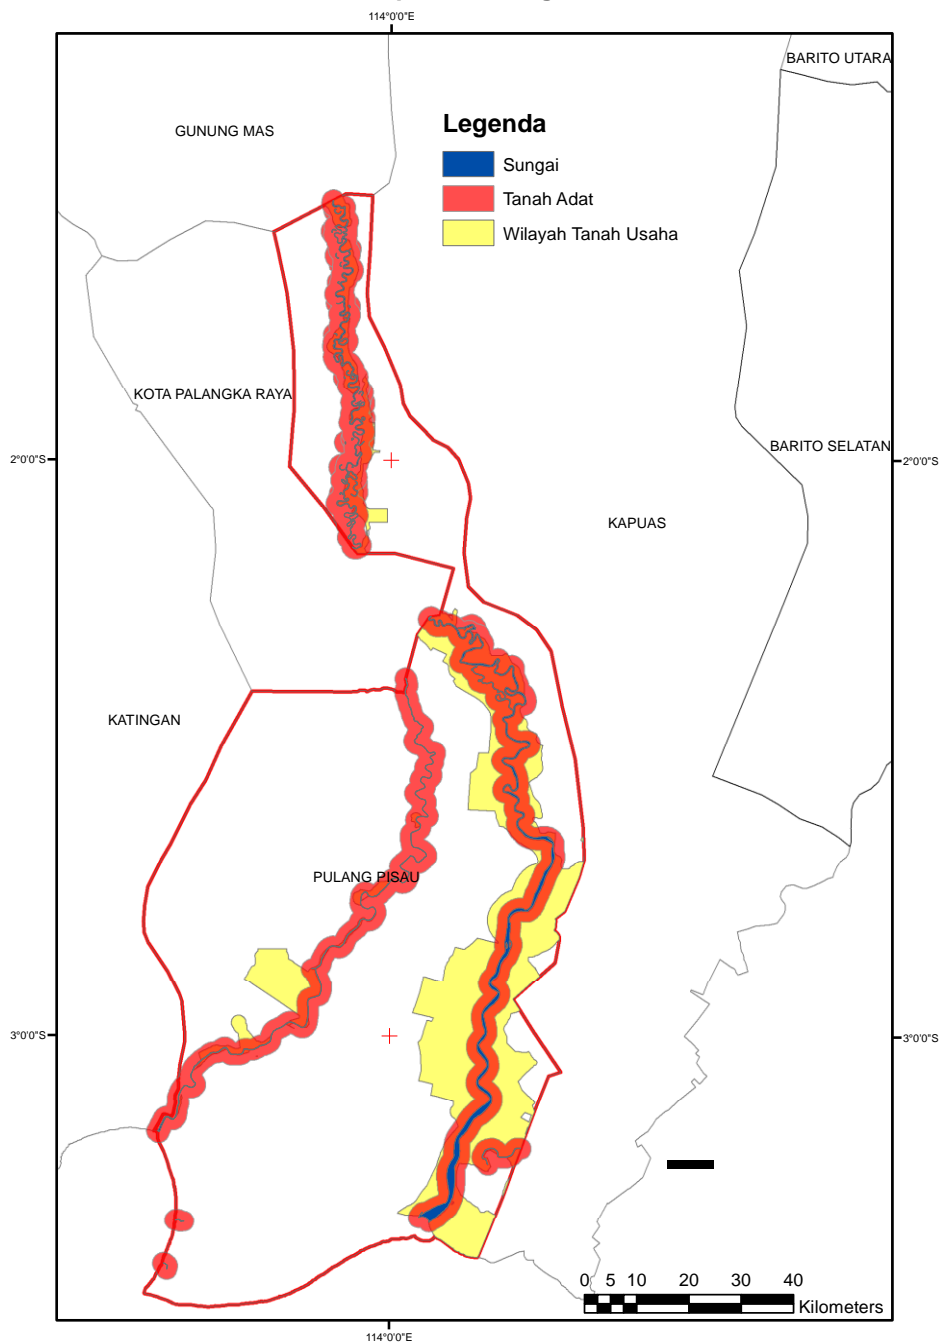 114°0'0"E
BARITO UTARA
GUNUNG MAS
Legenda
Sungai
Tanah Adat
Wilayah Tanah Usaha
KOTA PALANGKA RAYA
BARITO SELATAN
2°0'0"S
2°0'0"S
KAPUAS
KATINGAN
PULANG PISAU
3°0'0"S
3°0'0"S
0 5 10 20 30 40
Kilometers
114°0'0"E